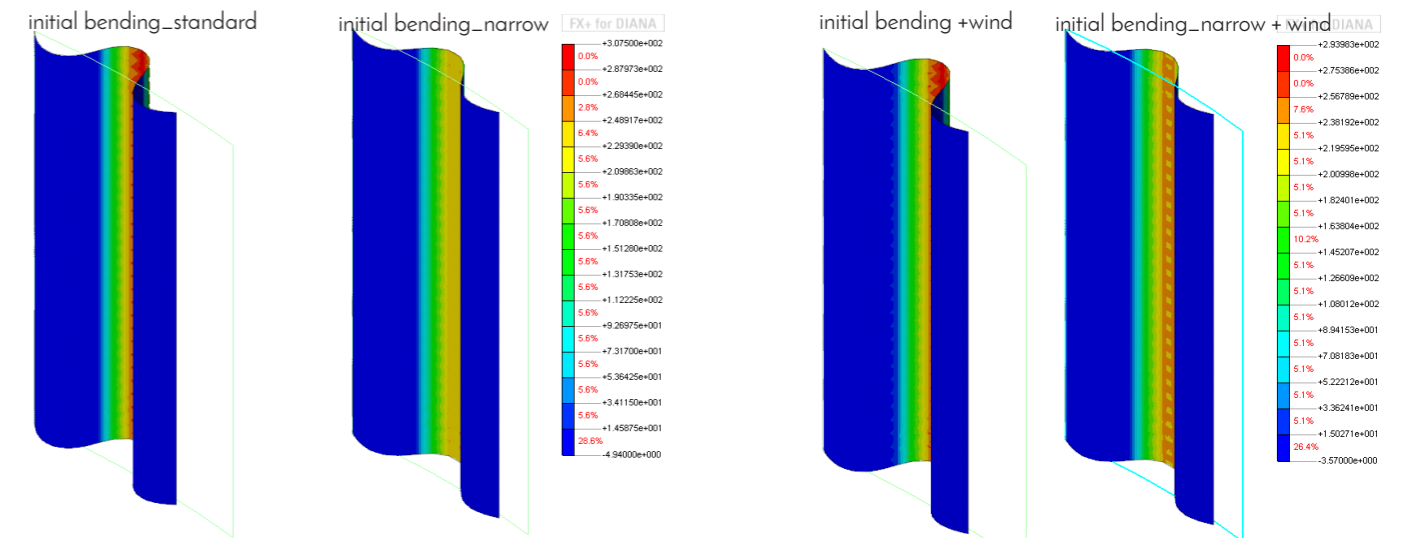 initial bending_standard
initial bending_narrow
FX+ for DIANA
+3.07500e+002
0.0%
+2.87973e+002
0.0%
+2.68445e+002
2.8%
+2.48917e+002
6.4%
+2.29390e+002
5.6%
+2.09863e+002
5.6%
+1.90335e+002
5.6%
+1.70808e+002
5.6%
+1.51280e+002
5.6%
+1.31753e+002
5.6%
+1.12225e+002
5.6%
+9.26975e+001
5.6%
+7.31700e+001
5.6%
+5.36425e+001
5.6%
+3.41150e+001
5.6%
+1.45875e+001
28.6%
-4.94000e+000
initial bending +wind
initial bending_narrow + wind
DIANA
+2.93983e+002
0.0%
+2.75386e+002
0.0%
+2.56789e+002
7.6%
+2.38192e+002
5.1%
+2.19595e+002
5.1%
+2.00998e+002
5.1%
+1.82401e+002
5.1%
+1.63804e+002
10.2%
+1.45207e+002
5.1%
+1.26609e+002
5.1%
+1.08012e+002
5.1%
+8.94153e+001
5.1%
+7.08183e+001
5.1%
+5.22212e+001
5.1%
+3.36241e+001
5.1%
+1.50271e+001
26.4%
-3.57000e+000